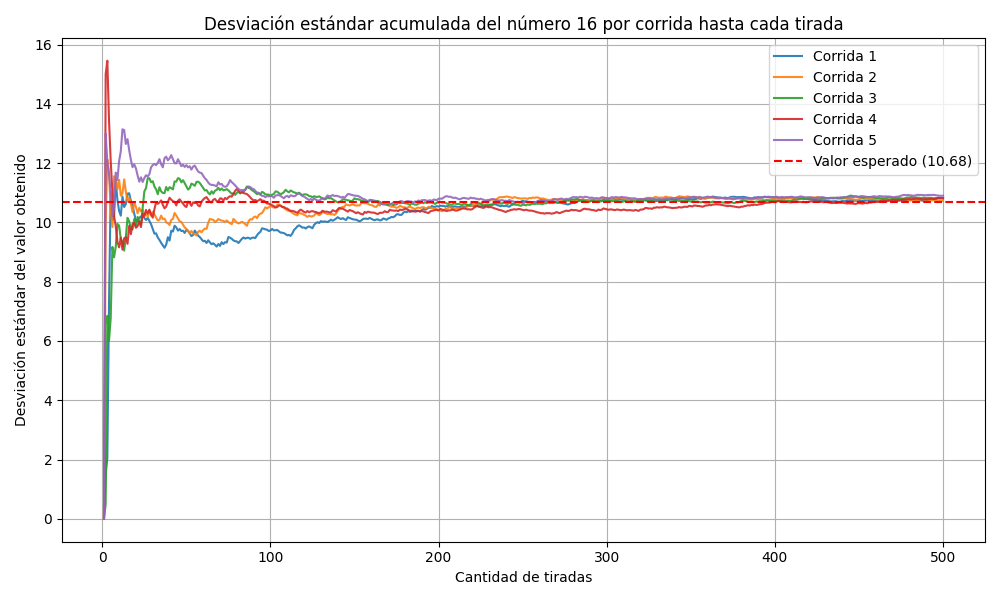 Desviación estándar acumulada del número 16 por corrida hasta cada tirada
Desviación estándar del valor obtenido
16
14
12
10
8
6
4
2
0
0
100
200
300
400
500
Cantidad de tiradas
Corrida 1
Corrida 2
Corrida 3
Corrida 4
Corrida 5
Valor esperado (10.68)